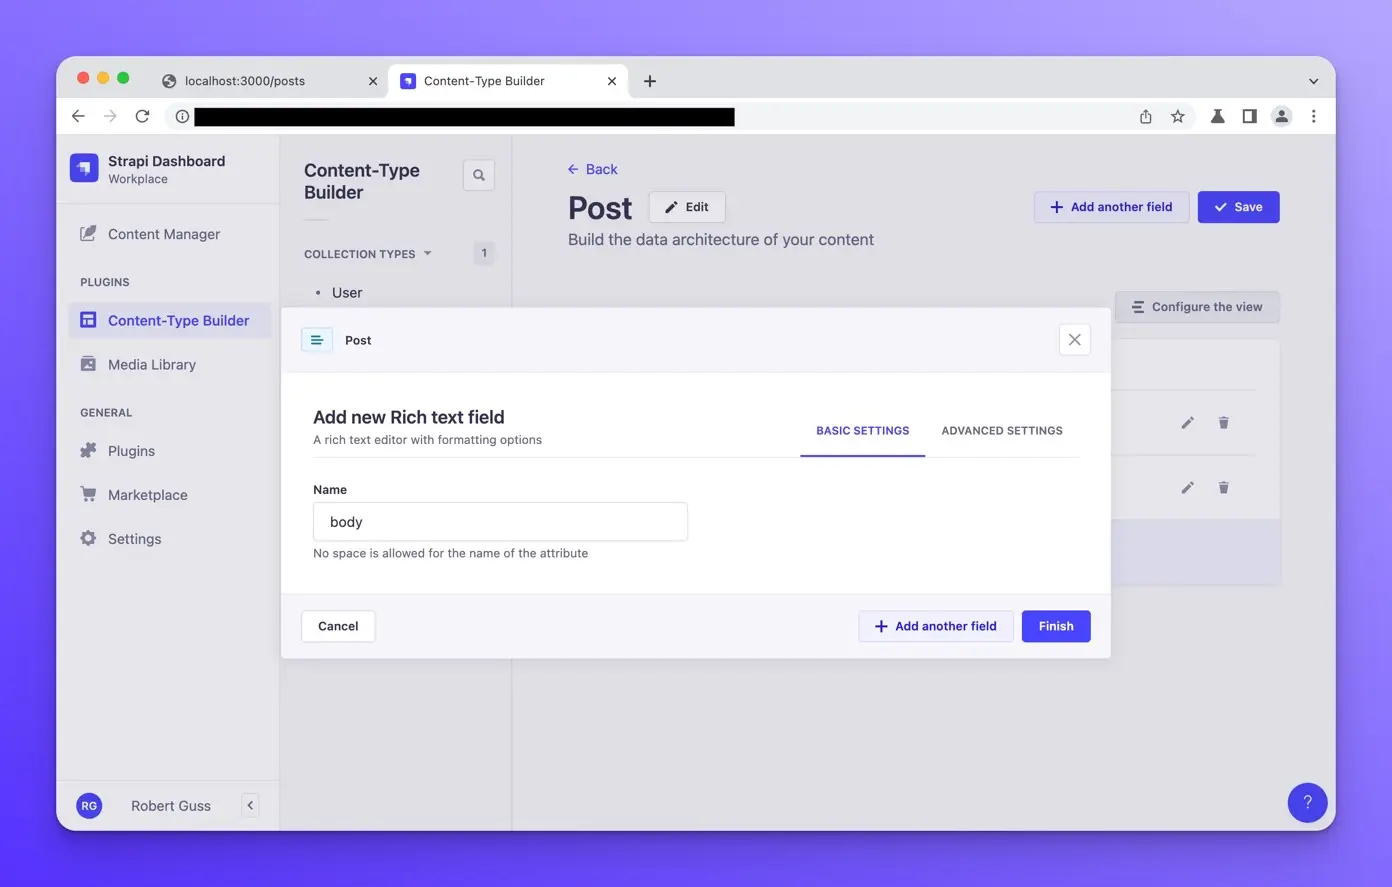 localhost:3000/posts
Content-Type Builder
Strapi Dashboard
Workplace
Content Manager
PLUGINS
Content-Type Builder
Media Library
GENERAL
Plugins
Marketplace
Settings
RG
Robert Guss
Content-Type
Builder
COLLECTION TYPES
1
User
Back
Post
Edit
Add another field
Save
Build the data architecture of your content
Configure the view
Post
Add new Rich text field
A rich text editor with formatting options
BASIC SETTINGS
ADVANCED SETTINGS
Name
body
No space is allowed for the name of the attribute
Cancel
Add another field
Finish
?